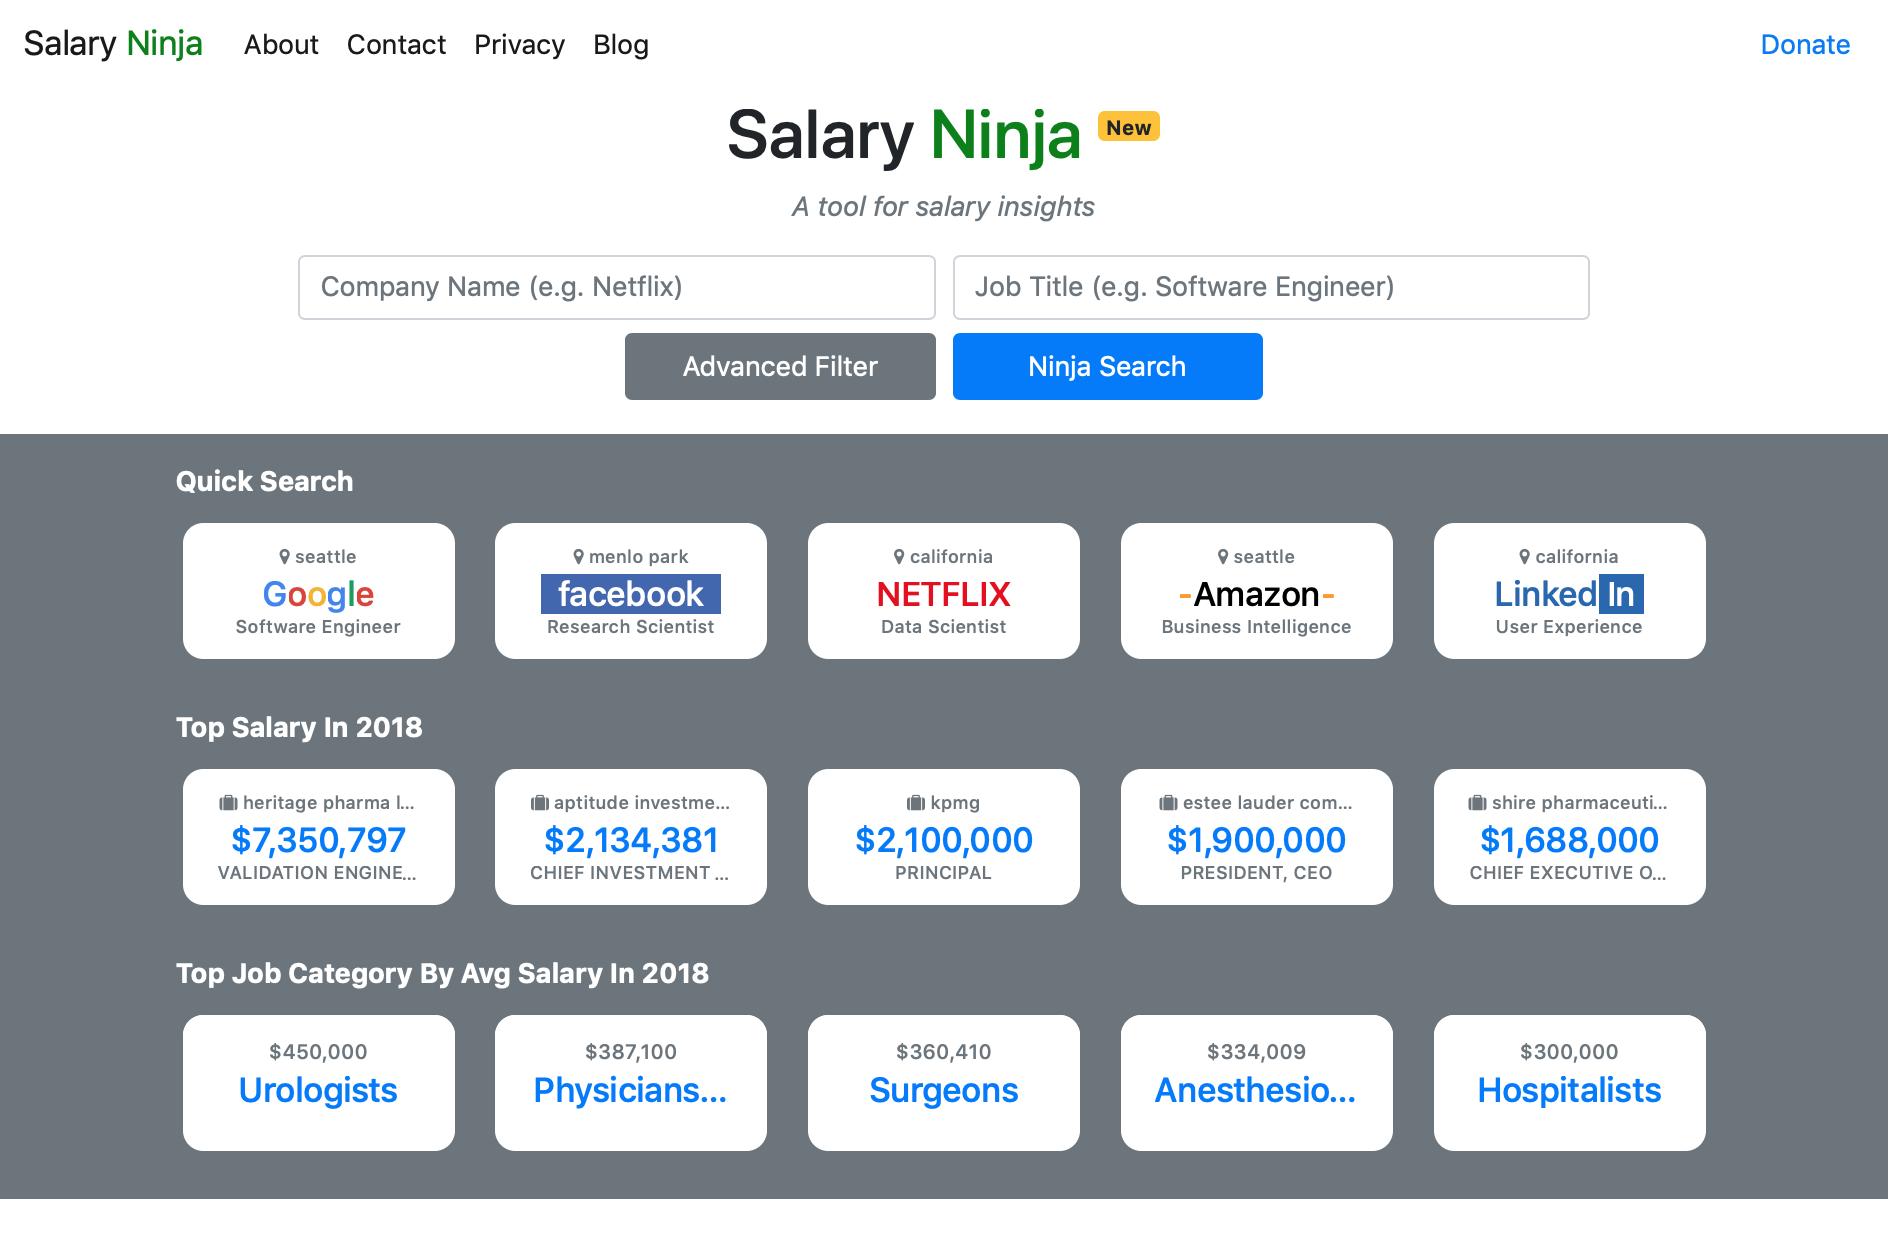 Salary Ninja About Contact Privacy Blog Donate
Salary Ninja New
A tool for salary insights
Company Name (e.g. Netflix) Job Title (e.g. Software Engineer)
Advanced Filter Ninja Search
Quick Search
seattle
Google
Software Engineer
menlo park
facebook
Research Scientist
california
NETFLIX
Data Scientist
seattle
-Amazon-
Business Intelligence
california
LinkedIn
User Experience
Top Salary In 2018
heritage pharma l...
$7,350,797
VALIDATION ENGINE...
aptitude investme...
$2,134,381
CHIEF INVESTMENT ...
kpmg
$2,100,000
PRINCIPAL
estee lauder com...
$1,900,000
PRESIDENT, CEO
shire pharmaceuti...
$1,688,000
CHIEF EXECUTIVE O...
Top Job Category By Avg Salary In 2018
$450,000
Urologists
$387,100
Physicians...
$360,410
Surgeons
$334,009
Anesthesio...
$300,000
Hospitalists